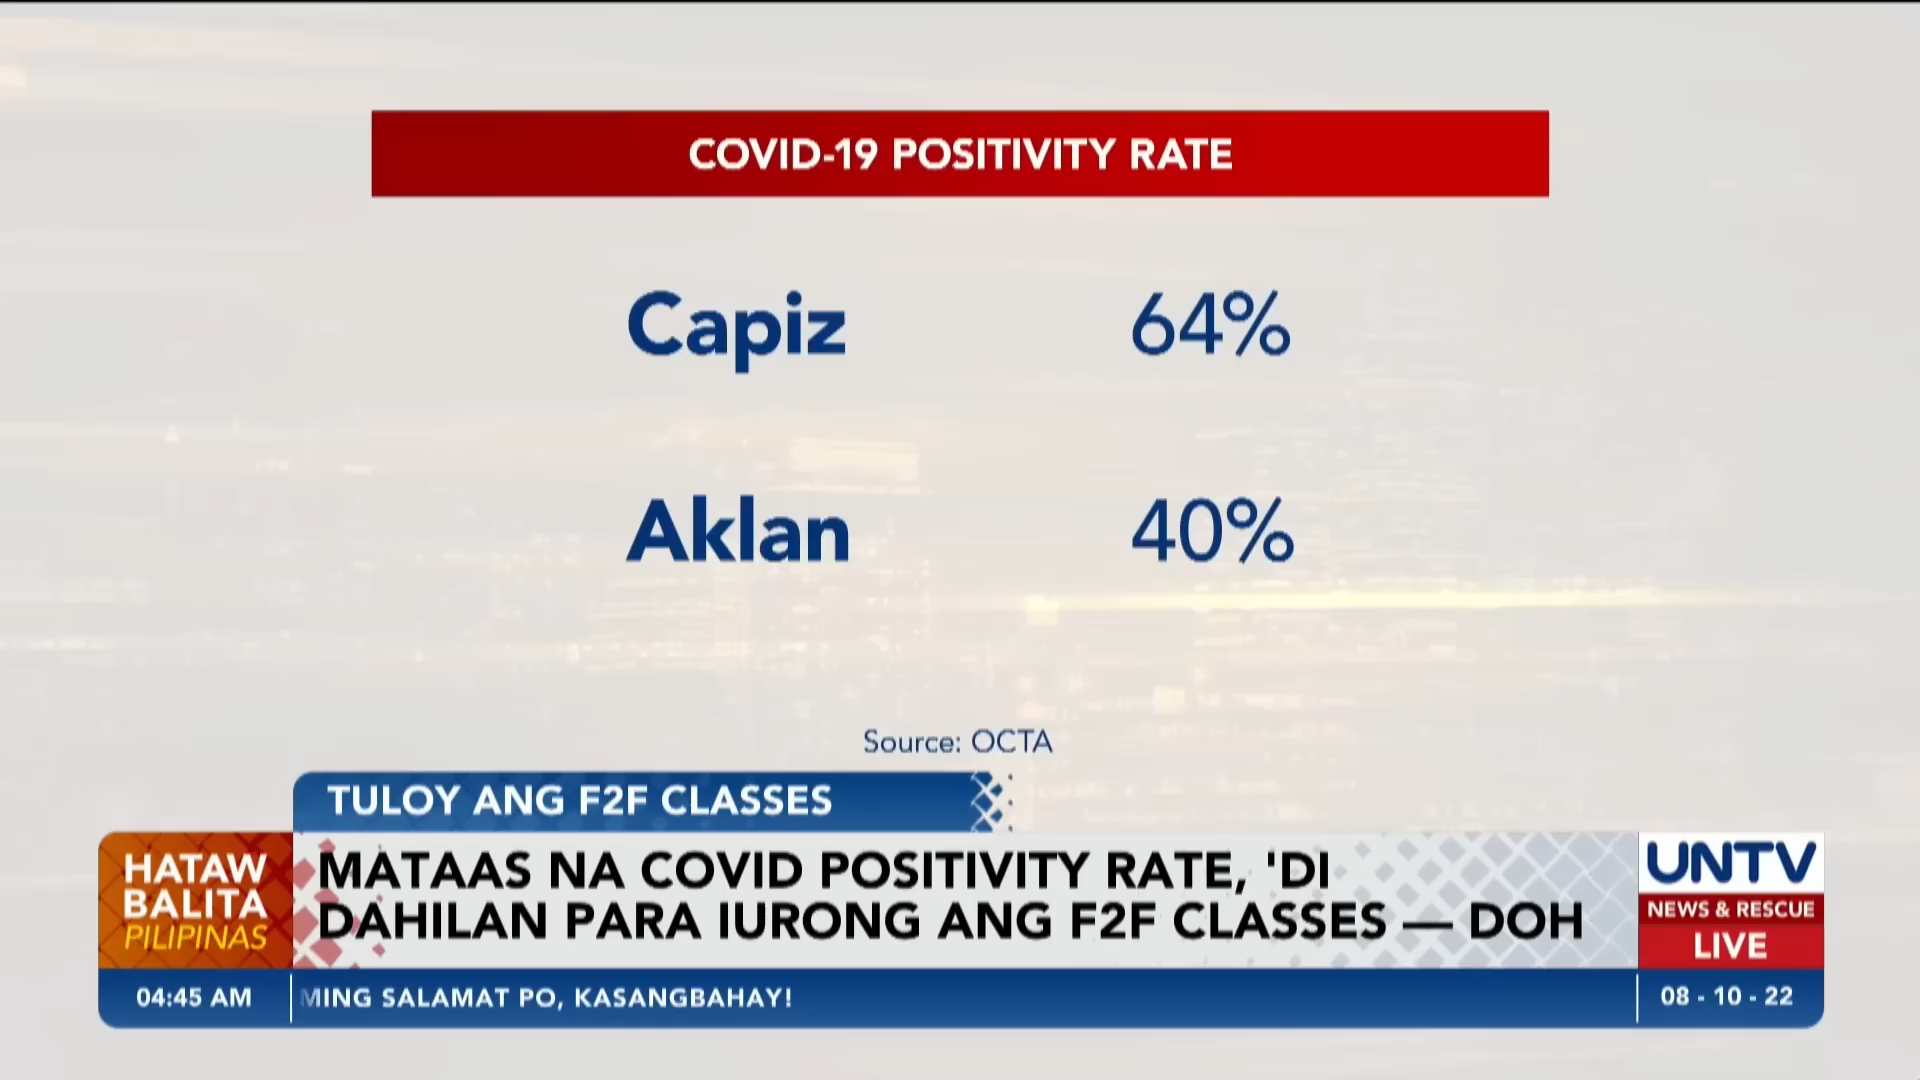 COVID-19 POSITIVITY RATE
Capiz 64%
Aklan 40%
Source: OCTA
TULOY ANG F2F CLASSES
HATAW
BALITA
PILIPINAS
MATAAS NA COVID POSITIVITY RATE, 'DI
DAHILAN PARA IURONG ANG F2F CLASSES — DOH
UNTV
NEWS & RESCUE
LIVE
04:45 AM
MING SALAMAT PO, KASANGBAHAY!
08 - 10 - 22